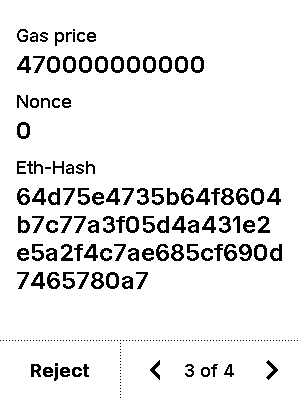 Gas price
470000000000
Nonce
0
Eth-Hash
64d75e4735b64f8604
b7c77a3f05d4a431e2
e5a2f4c7ae685cf690d
7465780a7
Reject
3 of 4